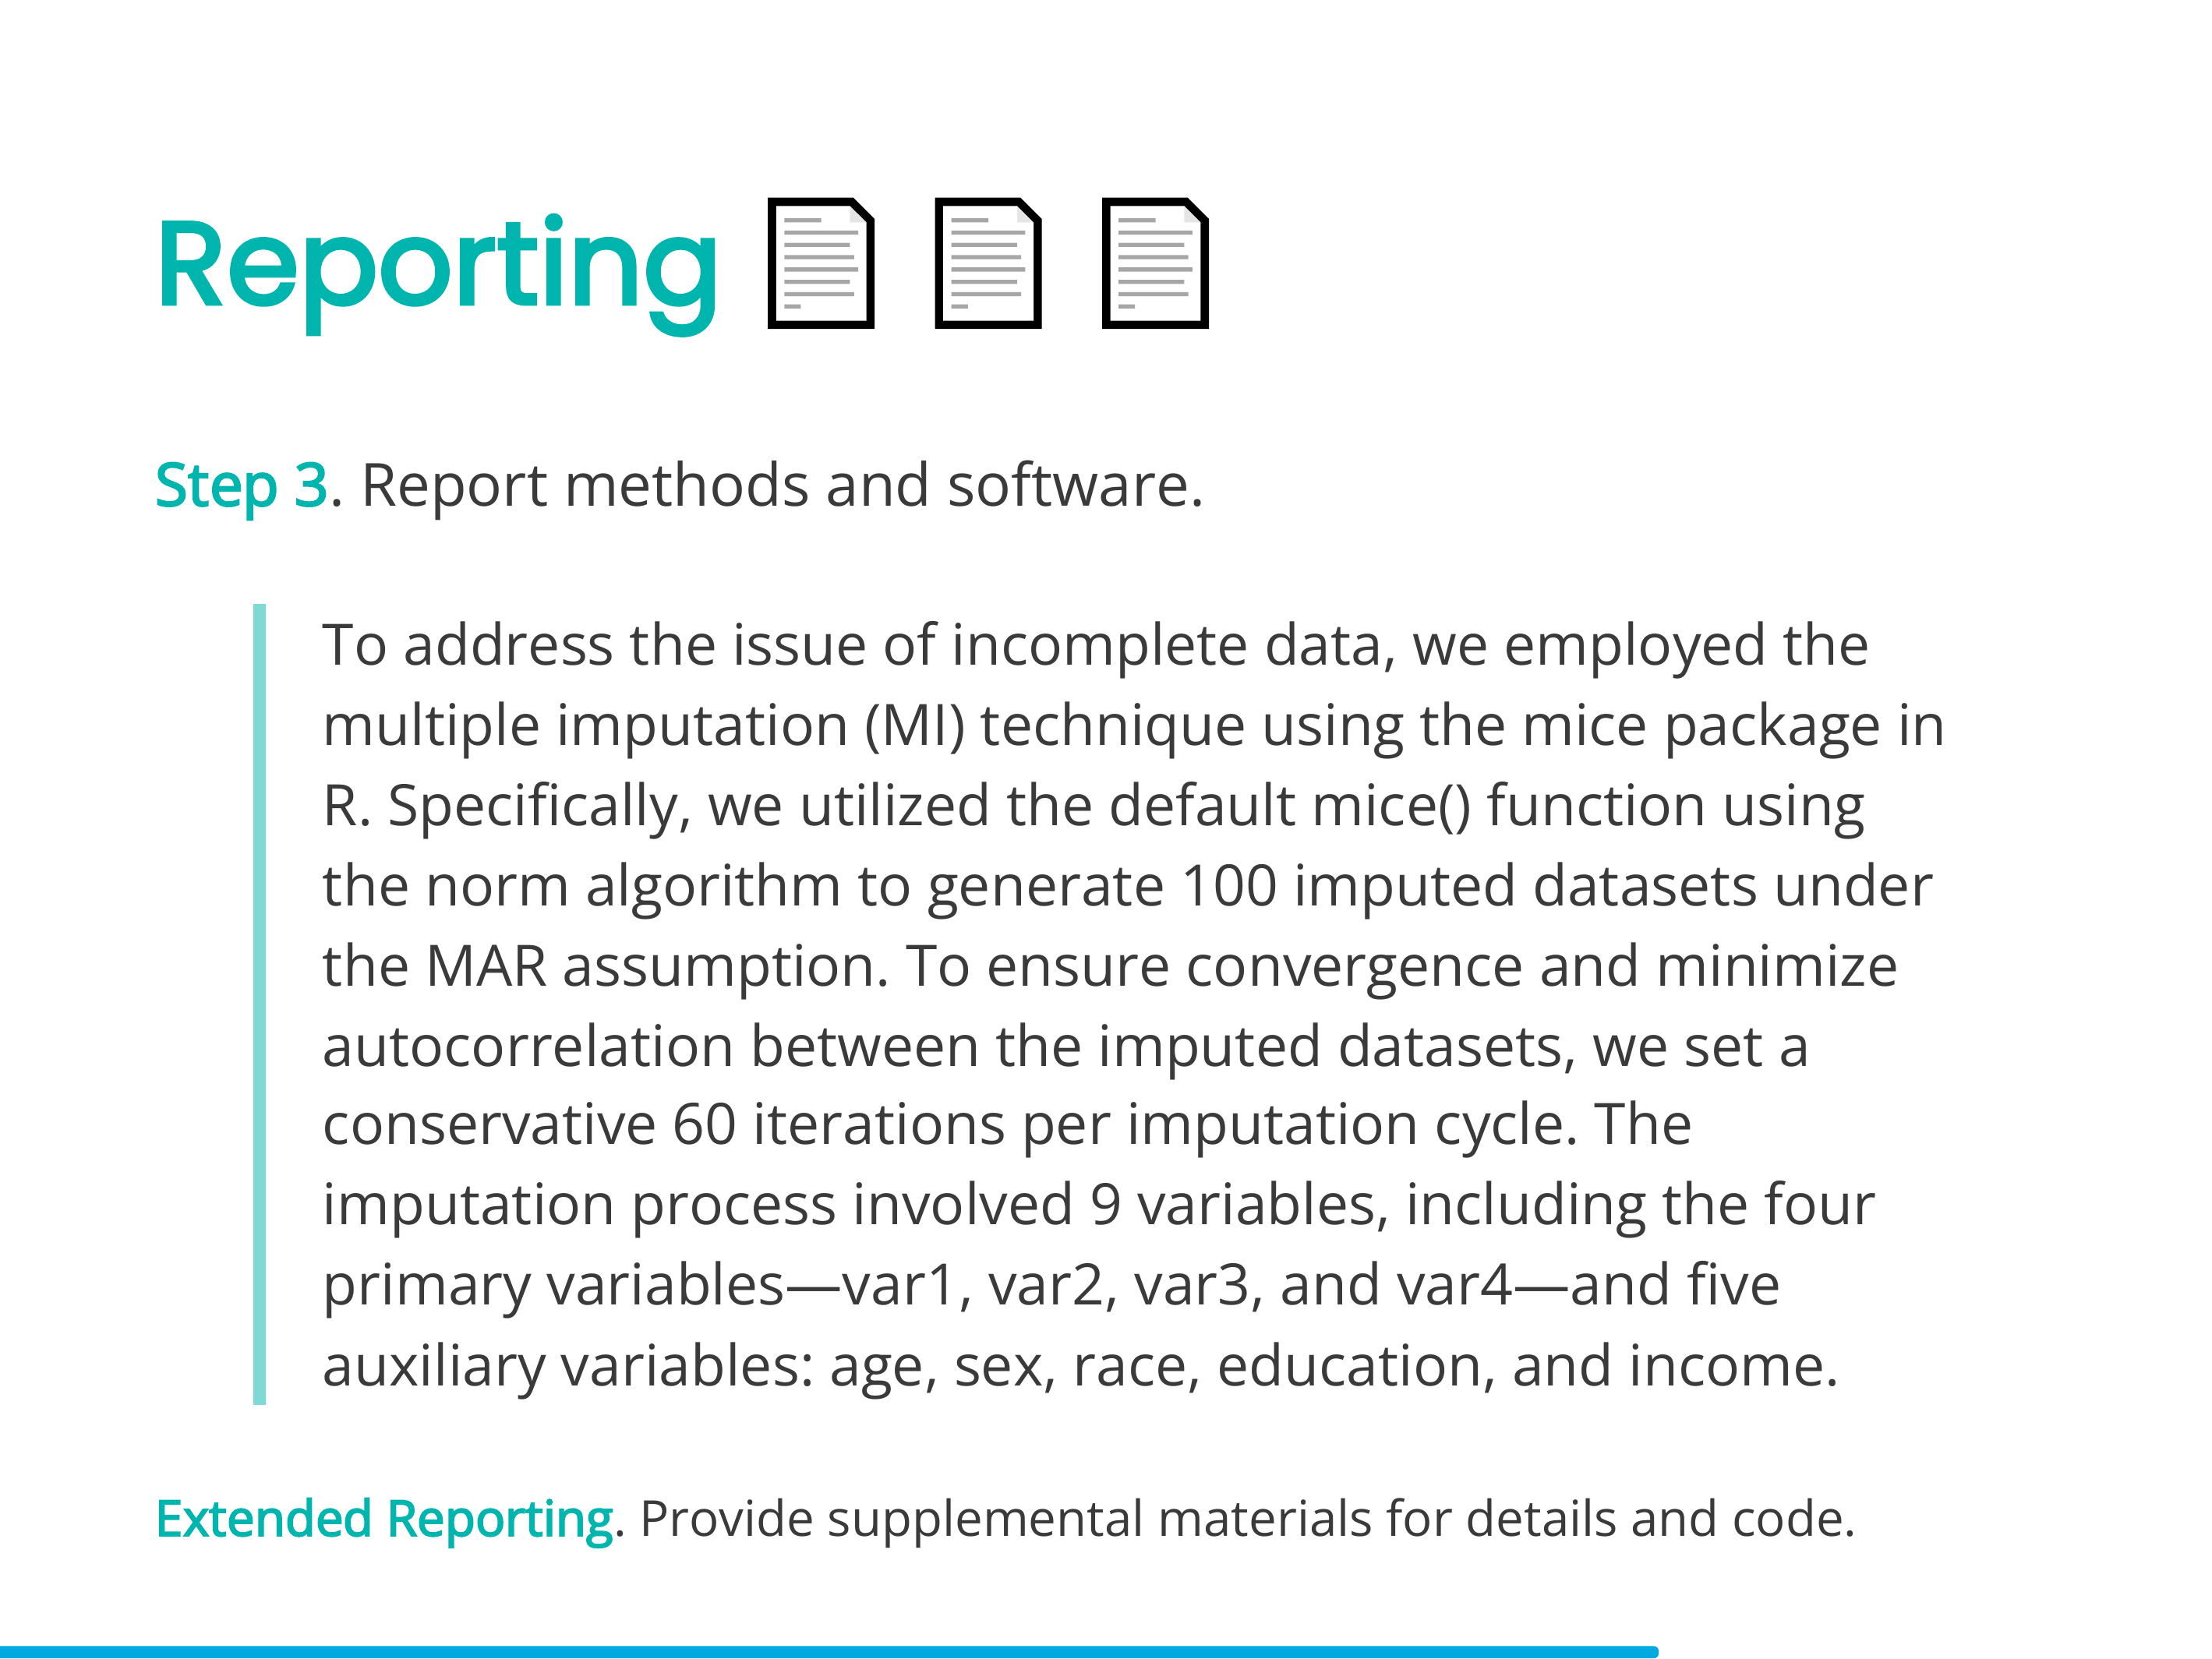 Reporting
Step 3. Report methods and software.
To address the issue of incomplete data, we employed the
multiple imputation (MI) technique using the mice package in
R. Specifically, we utilized the default mice() function using
the norm algorithm to generate 100 imputed datasets under
the MAR assumption. To ensure convergence and minimize
autocorrelation between the imputed datasets, we set a
conservative 60 iterations per imputation cycle. The
imputation process involved 9 variables, including the four
primary variables—var1, var2, var3, and var4—and five
auxiliary variables: age, sex, race, education, and income.
Extended Reporting. Provide supplemental materials for details and code.